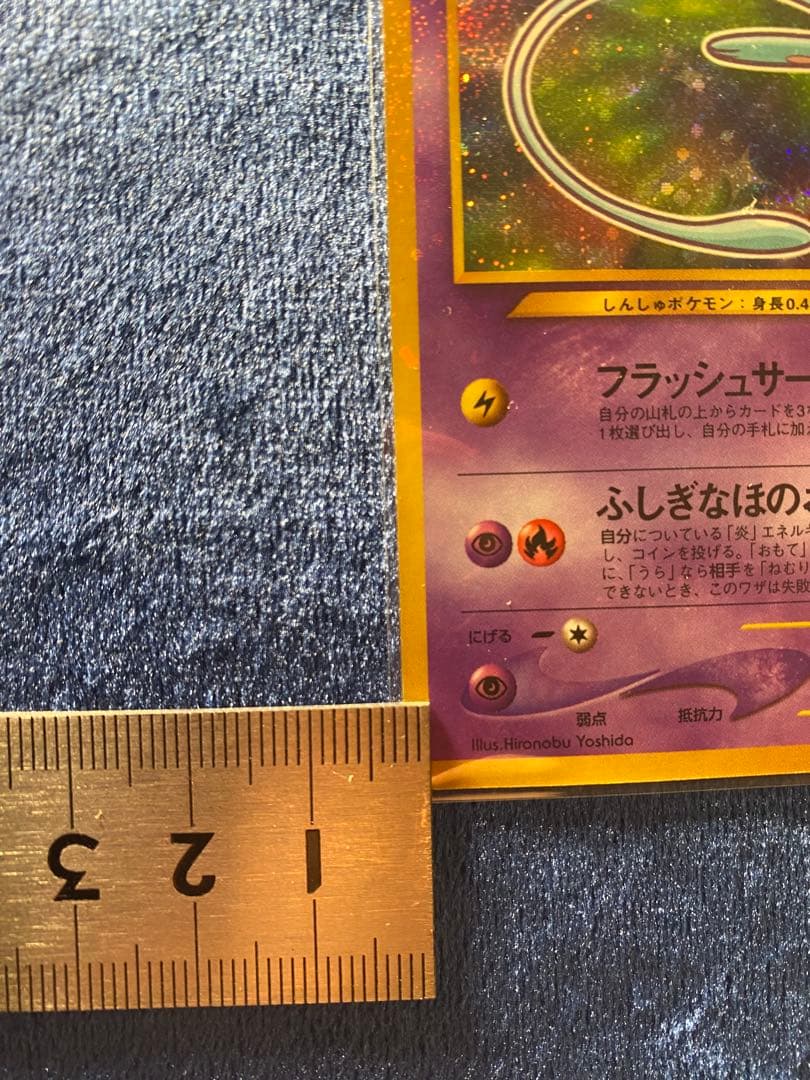 しんしゅポケモン：身長0.4
フラッシュサー
自分の山札の上からカードを3
1枚選び出し、自分の手札に加
ふしぎなほの
自分についている「炎」エネル
し、コインを投げる。「おもて」
に、「うら」なら相手を「ねむり
できないとき、このワザは失敗
にげる
弱点 抵抗力
Illus.Hironobu Yoshida
3 2 1